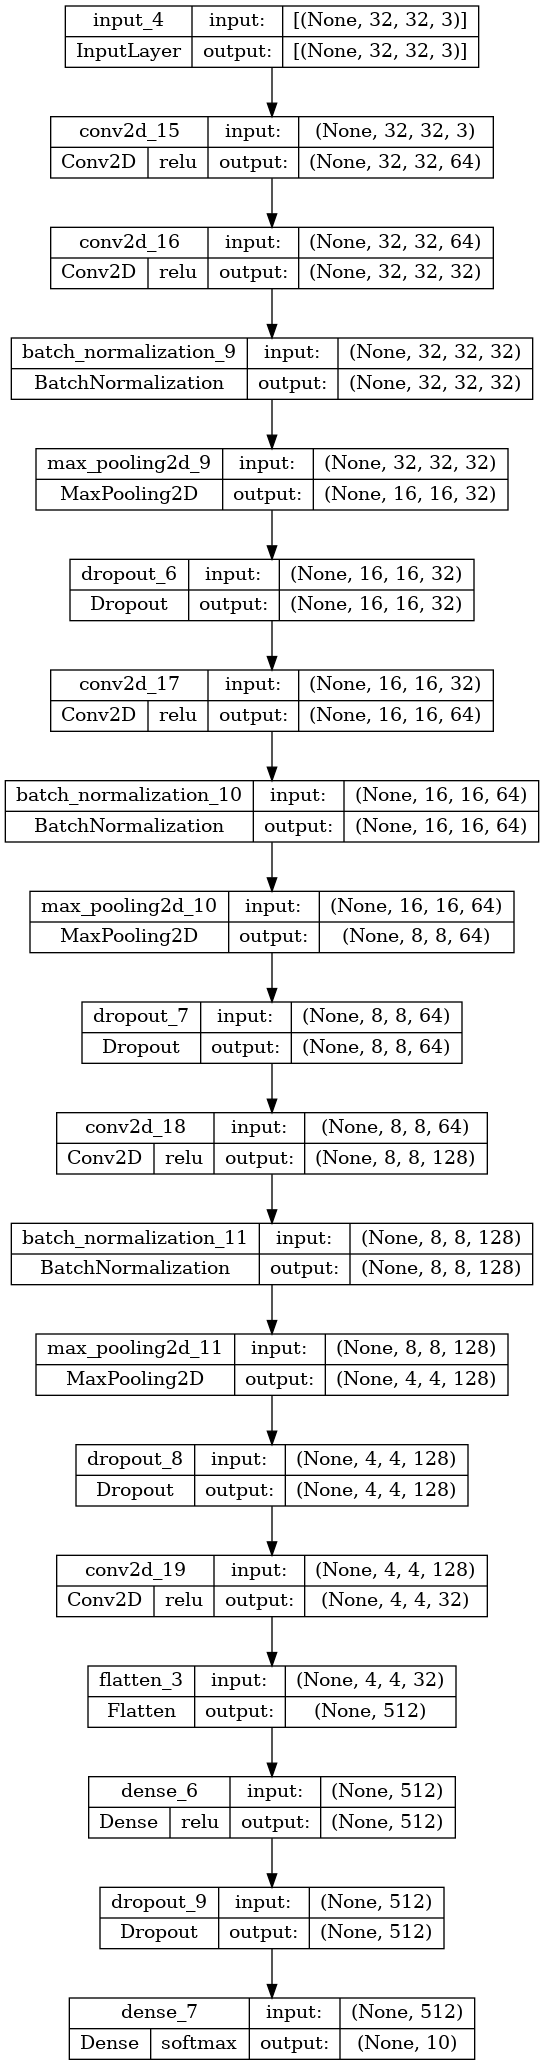 input_4 input: [(None, 32, 32, 3)]
InputLayer output: [(None, 32, 32, 3)]
conv2d_15 input: (None, 32, 32, 3)
Conv2D relu output: (None, 32, 32, 64)
conv2d_16 input: (None, 32, 32, 64)
Conv2D relu output: (None, 32, 32, 32)
batch_normalization_9 input: (None, 32, 32, 32)
BatchNormalization output: (None, 32, 32, 32)
max_pooling2d_9 input: (None, 32, 32, 32)
MaxPooling2D output: (None, 16, 16, 32)
dropout_6 input: (None, 16, 16, 32)
Dropout output: (None, 16, 16, 32)
conv2d_17 input: (None, 16, 16, 32)
Conv2D relu output: (None, 16, 16, 64)
batch_normalization_10 input: (None, 16, 16, 64)
BatchNormalization output: (None, 16, 16, 64)
max_pooling2d_10 input: (None, 16, 16, 64)
MaxPooling2D output: (None, 8, 8, 64)
dropout_7 input: (None, 8, 8, 64)
Dropout output: (None, 8, 8, 64)
conv2d_18 input: (None, 8, 8, 64)
Conv2D relu output: (None, 8, 8, 128)
batch_normalization_11 input: (None, 8, 8, 128)
BatchNormalization output: (None, 8, 8, 128)
max_pooling2d_11 input: (None, 8, 8, 128)
MaxPooling2D output: (None, 4, 4, 128)
dropout_8 input: (None, 4, 4, 128)
Dropout output: (None, 4, 4, 128)
conv2d_19 input: (None, 4, 4, 128)
Conv2D relu output: (None, 4, 4, 32)
flatten_3 input: (None, 4, 4, 32)
Flatten output: (None, 512)
dense_6 input: (None, 512)
Dense relu output: (None, 512)
dropout_9 input: (None, 512)
Dropout output: (None, 512)
dense_7 input: (None, 512)
Dense softmax output: (None, 10)